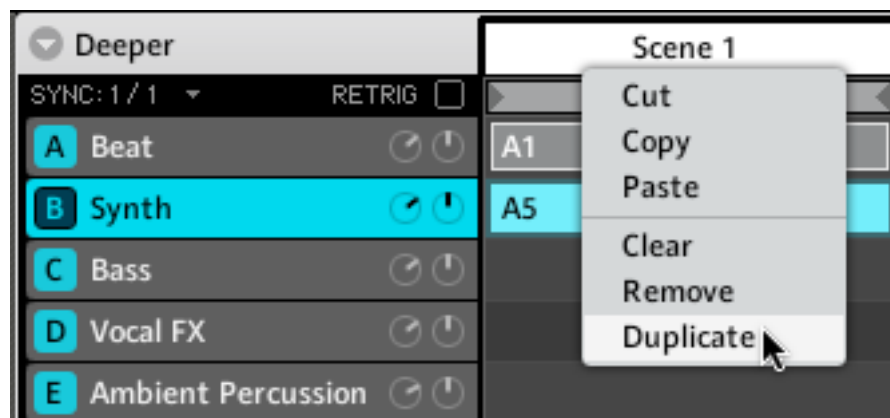 Deeper
Scene 1
SYNC: 1 / 1
RETRIG
Cut
A Beat
A1
Copy
Paste
B Synth
A5
Clear
C Bass
Remove
D Vocal FX
Duplicate
E Ambient Percussion